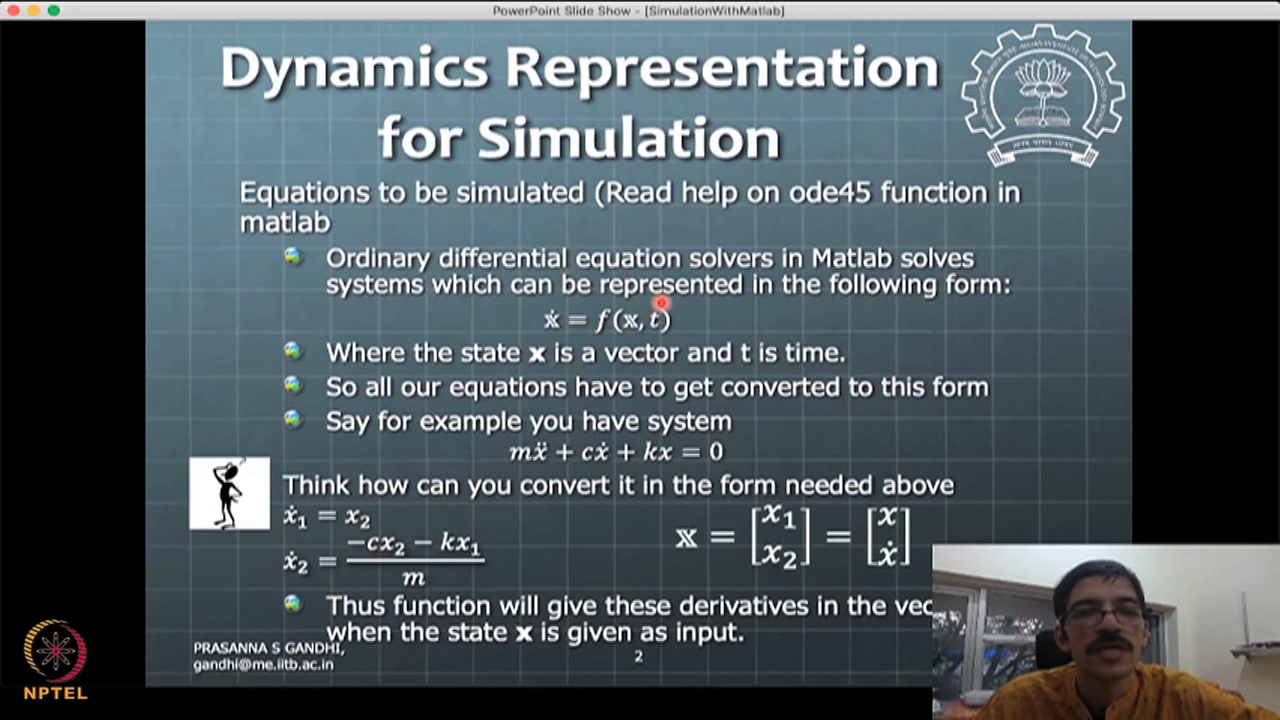 PowerPoint Slide Show - [SimulationWithMatlab]
Dynamics Representation
for Simulation
Equations to be simulated (Read help on ode45 function in
matlab
Ordinary differential equation solvers in Matlab solves
systems which can be represented in the following form:
ẋ = f(x, t)
Where the state x is a vector and t is time.
So all our equations have to get converted to this form
Say for example you have system
mẍ + cẋ + kx = 0
Think how can you convert it in the form needed above
ẋ₁ = x₂
ẋ₂ = (−cx₂ − kx₁)/m
𝕩 = [x₁ x₂] = [x ẋ]
Thus function will give these derivatives in the vec
when the state x is given as input.
PRASANNA S GANDHI,
gandhi@me.iitb.ac.in
2
NPTEL